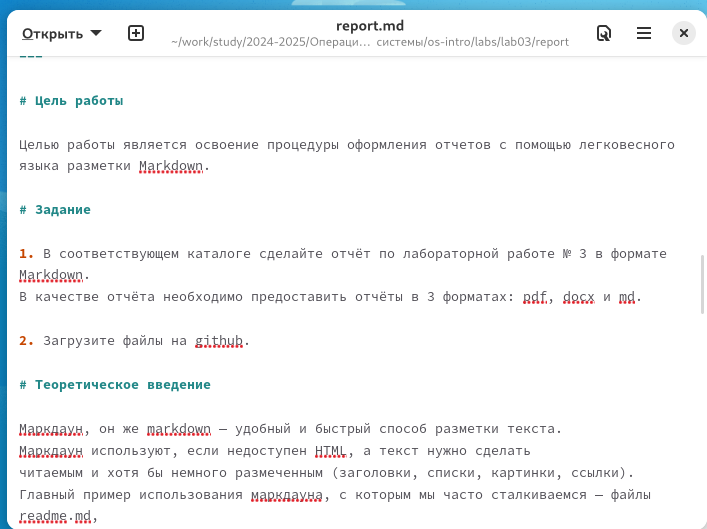 Открыть
report.md
~/work/study/2024-2025/Операци… системы/os-intro/labs/lab03/report
# Цель работы
Целью работы является освоение процедуры оформления отчетов с помощью легковесного
языка разметки Markdown.
# Задание
1. В соответствующем каталоге сделайте отчёт по лабораторной работе № 3 в формате
Markdown.
В качестве отчёта необходимо предоставить отчёты в 3 форматах: pdf, docx и md.
2. Загрузите файлы на github.
# Теоретическое введение
Маркдаун, он же markdown — удобный и быстрый способ разметки текста.
Маркдаун используют, если недоступен HTML, а текст нужно сделать
читаемым и хотя бы немного размеченным (заголовки, списки, картинки, ссылки).
Главный пример использования маркдауна, с которым мы часто сталкиваемся — файлы
readme.md,